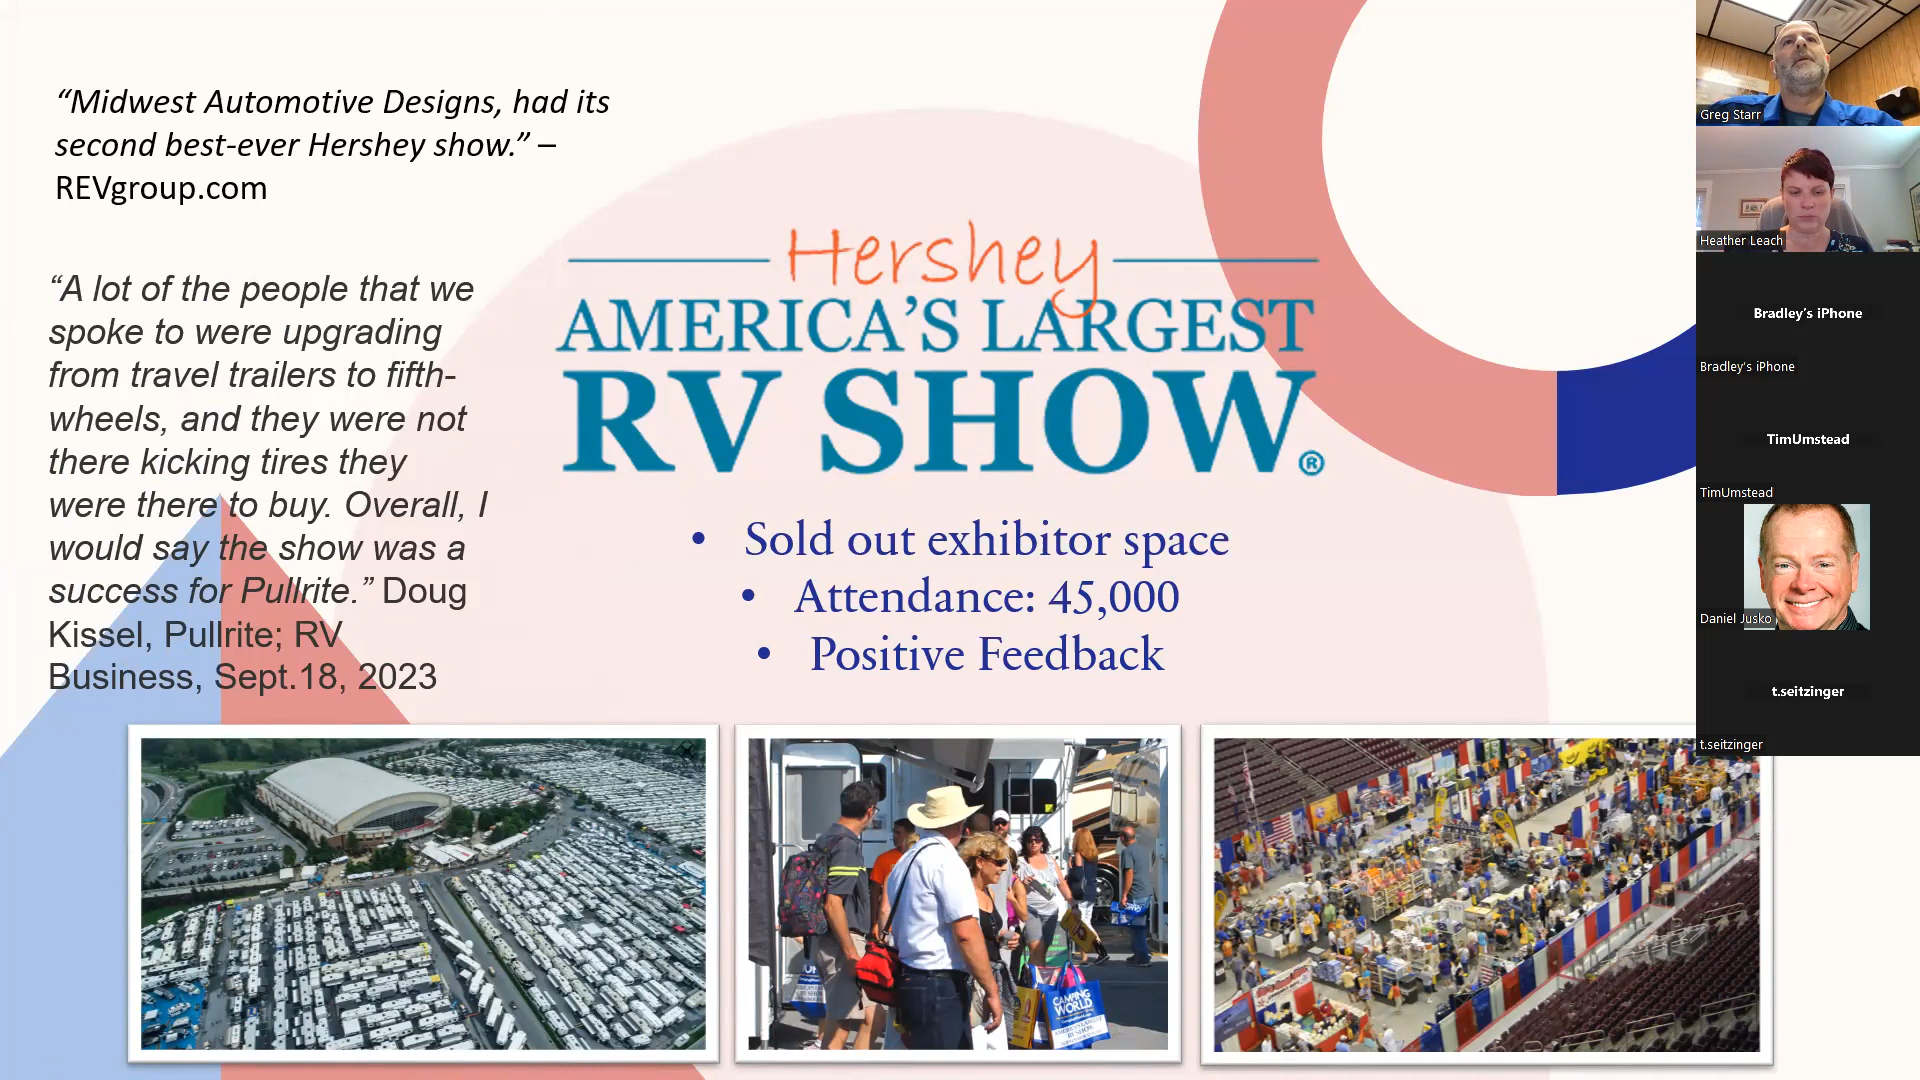 “Midwest Automotive Designs, had its
second best-ever Hershey show.” –
REVgroup.com
“A lot of the people that we
spoke to were upgrading
from travel trailers to fifth-
wheels, and they were not
there kicking tires they
were there to buy. Overall, I
would say the show was a
success for Pullrite.” Doug
Kissel, Pullrite; RV
Business, Sept.18, 2023
Hershey
AMERICA’S LARGEST
RV SHOW®
• Sold out exhibitor space
• Attendance: 45,000
• Positive Feedback
CAMPING
WORLD
AMERICA'S LARGEST
RV SHOW
Greg Starr
Heather Leach
Bradley's iPhone
Bradley's iPhone
TimUmstead
TimUmstead
Daniel Jusko
t.seitzinger
t.seitzinger